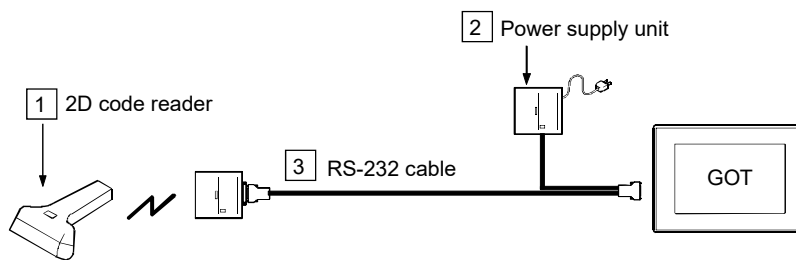 2 Power supply unit
1 2D code reader
3 RS-232 cable
GOT